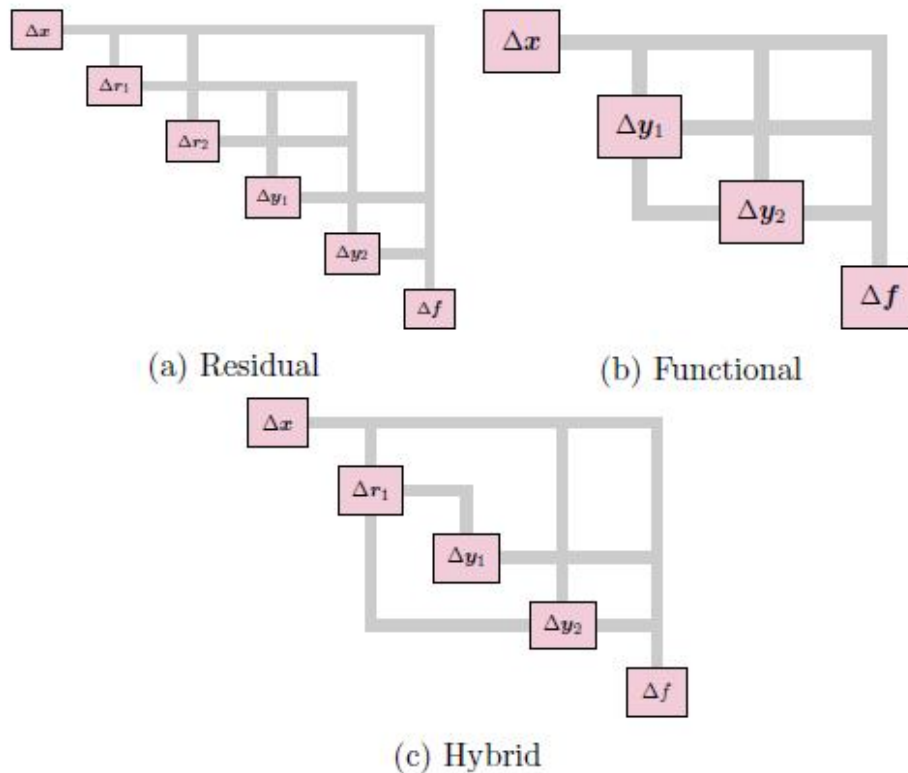 Δx
Δr₁
Δr₂
Δy₁
Δy₂
Δf
(a) Residual
Δx
Δy₁
Δy₂
Δf
(b) Functional
Δx
Δr₁
Δy₁
Δy₂
Δf
(c) Hybrid